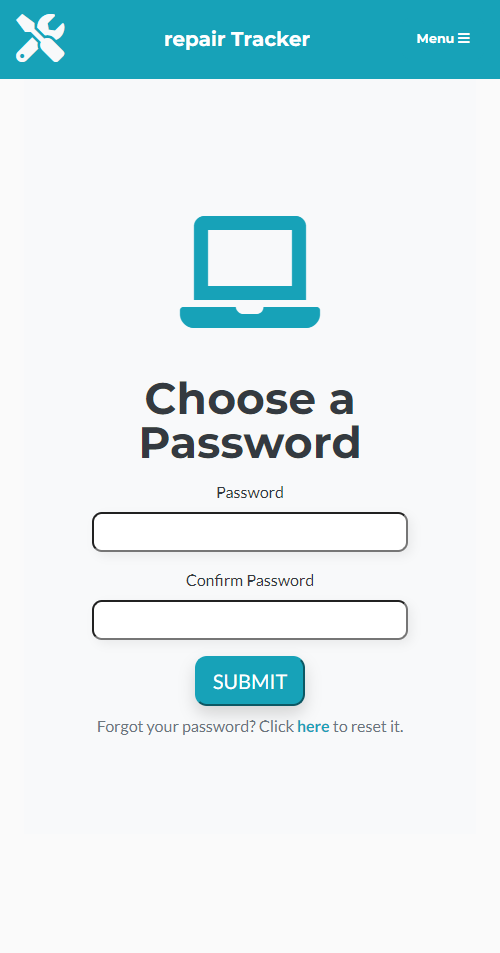 repair Tracker
Menu
Choose a
Password
Password
Confirm Password
SUBMIT
Forgot your password? Click here to reset it.